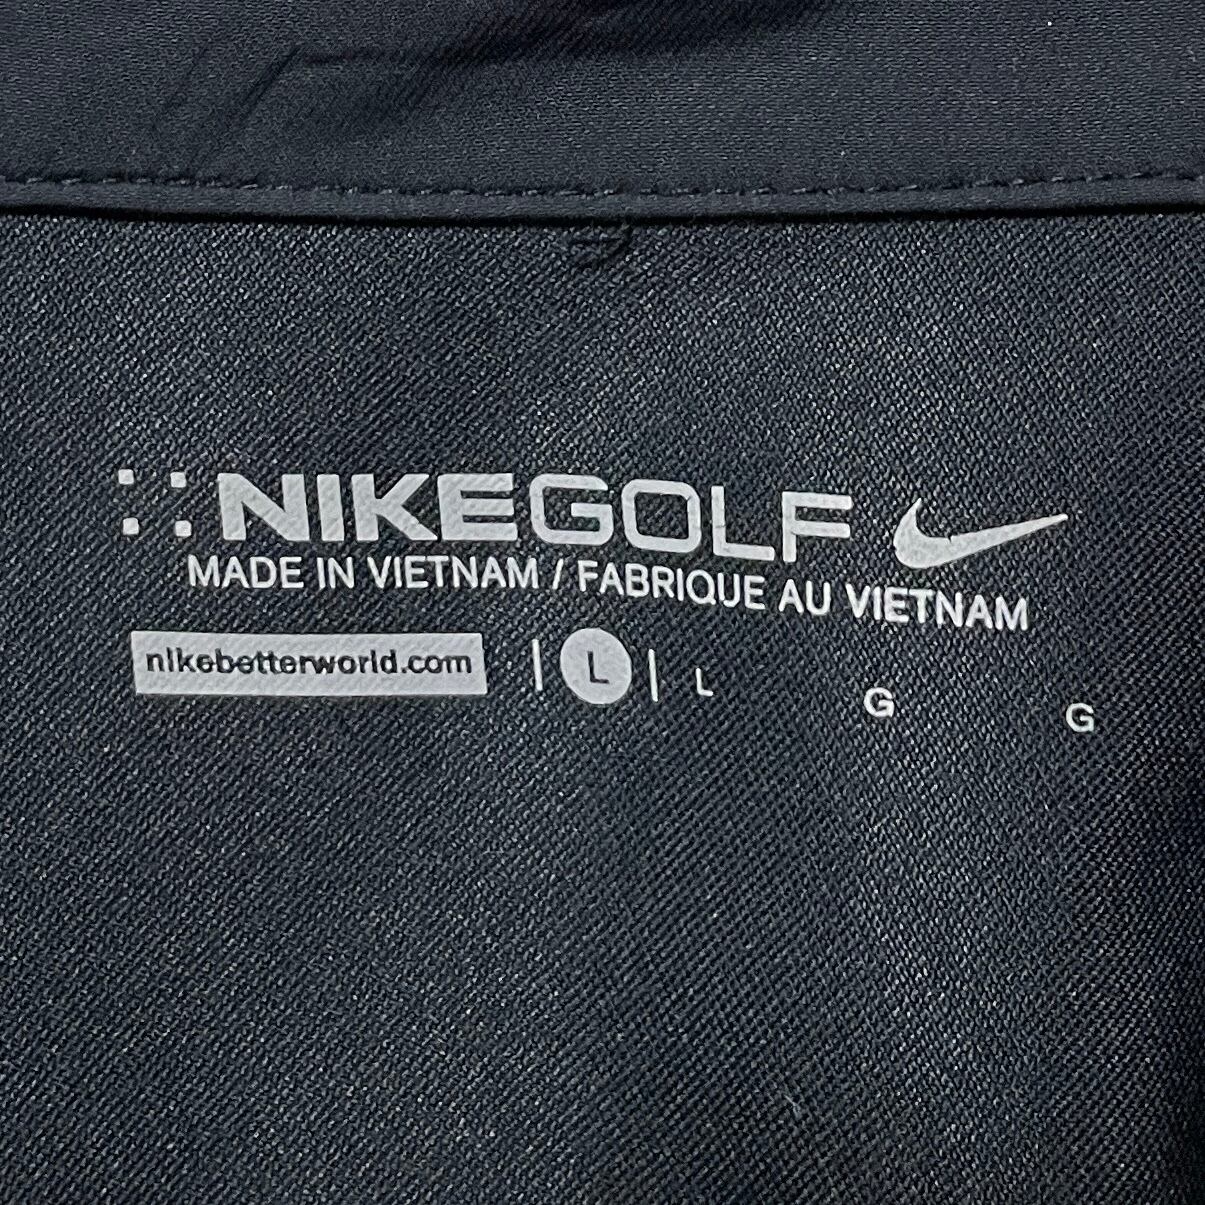 NIKEGOLF
MADE IN VIETNAM / FABRIQUE AU VIETNAM
nikebetterworld.com | L | L G G